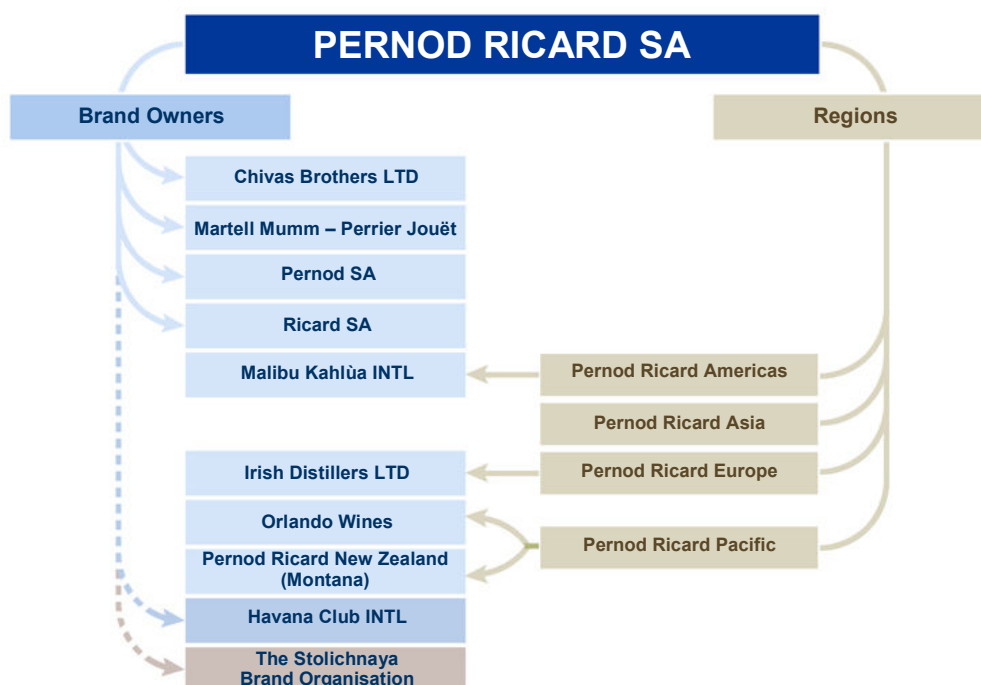 PERNOD RICARD SA
Brand Owners
Regions
Chivas Brothers LTD
Martell Mumm – Perrier Jouët
Pernod SA
Ricard SA
Malibu Kahlùa INTL
Pernod Ricard Americas
Pernod Ricard Asia
Irish Distillers LTD
Pernod Ricard Europe
Orlando Wines
Pernod Ricard Pacific
Pernod Ricard New Zealand
(Montana)
Havana Club INTL
The Stolichnaya
Brand Organisation